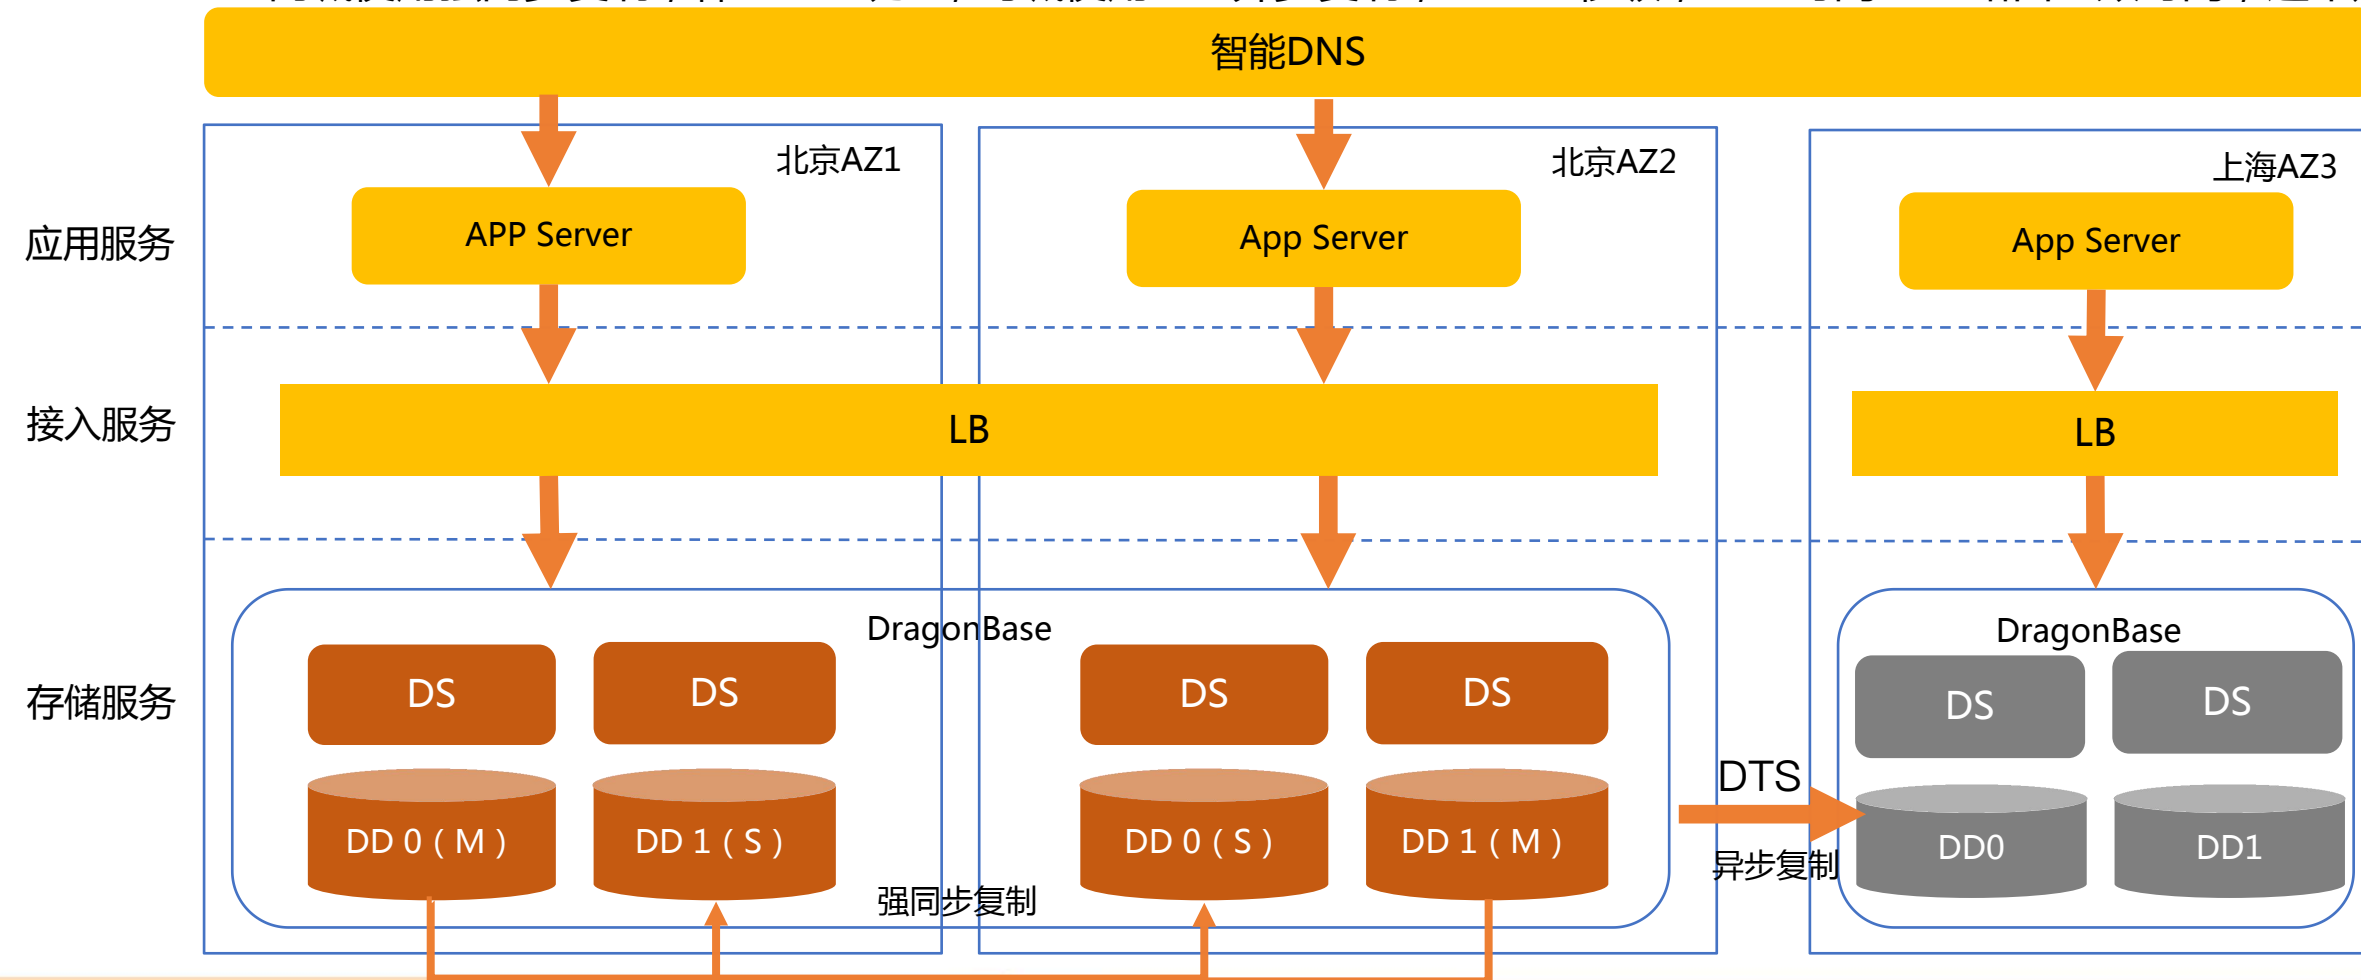 智能DNS
北京AZ1
北京AZ2
上海AZ3
应用服务
APP Server
App Server
App Server
接入服务
LB
LB
DragonBase
DragonBase
存储服务
DS
DS
DS
DS
DS
DS
DTS
DD 0 ( M )
DD 1 ( S )
DD 0 ( S )
DD 1 ( M )
DD0
DD1
异步复制
强同步复制